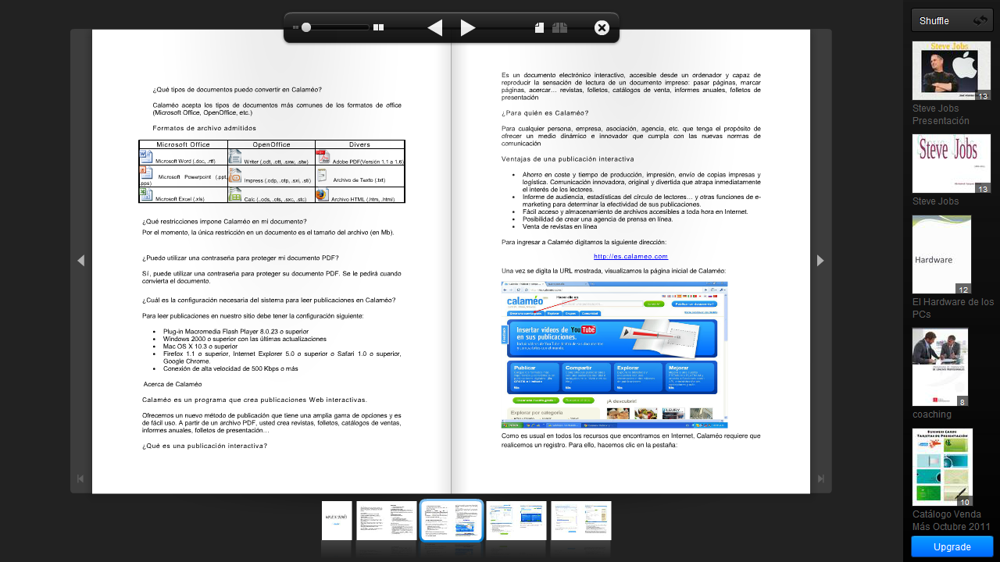 Shuffle
¿Qué tipos de documentos puedo convertir en Calaméo?
Calaméo acepta los tipos de documentos más comunes de los formatos de office
(Microsoft Office, OpenOffice, etc.)
Formatos de archivo admitidos
Microsoft Office OpenOffice Divers
Microsoft Word (.doc, .rtf) Writer (.odt, .ott, .sxw, .stw) Adobe PDF(Versión 1.1 a 1.6)
Microsoft Powerpoint (.ppt, .pps) Impress (.odp, .otp, .sxi, .sti) Archivo de Texto (.txt)
Microsoft Excel (.xls) Calc (..ods, .ots, .sxc, .stc) Archivo HTML (.htm, .html)
¿Qué restricciones impone Calaméo en mi documento?
Por el momento, la única restricción en un documento es el tamaño del archivo (en Mb).
¿Puedo utilizar una contraseña para proteger mi documento PDF?
Sí, puede utilizar una contraseña para proteger su documento PDF. Se le pedirá cuando
convierta el documento.
¿Cuál es la configuración necesaria del sistema para leer publicaciones en Calaméo?
Para leer publicaciones en nuestro sitio debe tener la configuración siguiente:
• Plug-in Macromedia Flash Player 8.0.23 o superior
• Windows 2000 o superior con las últimas actualizaciones
• Mac OS X 10.3 o superior
• Firefox 1.1 o superior, Internet Explorer 5.0 o superior o Safari 1.0 o superior,
Google Chrome.
• Conexión de alta velocidad de 500 Kbps o más
Acerca de Calaméo
Calaméo es un programa que crea publicaciones Web interactivas.
Ofrecemos un nuevo método de publicación que tiene una amplia gama de opciones y es
de fácil uso. A partir de un archivo PDF, usted crea revistas, folletos, catálogos de ventas,
informes anuales, folletos de presentación...
¿Qué es una publicación interactiva?
Es un documento electrónico interactivo, accesible desde un ordenador y capaz de
reproducir la sensación de lectura de un documento impreso: pasar páginas, marcar
páginas, acercar... revistas, folletos, catálogos de venta, informes anuales, folletos de
presentación
¿Para quién es Calaméo?
Para cualquier persona, empresa, asociación, agencia, etc. que tenga el propósito de
ofrecer un medio dinámico e innovador que cumpla con las nuevas normas de
comunicación
Ventajas de una publicación interactiva
• Ahorro en coste y tiempo de producción, impresión, envío de copias impresas y
logística. Comunicación innovadora, original y divertida que atrapa inmediatamente
el interés de los lectores.
• Informe de audiencia, estadísticas del círculo de lectores... y otras funciones de e-
marketing para determinar la efectividad de sus publicaciones.
• Fácil acceso y almacenamiento de archivos accesibles a toda hora en Internet.
• Posibilidad de crear una agencia de prensa en línea.
• Venta de revistas en línea
Para ingresar a Calaméo digitamos la siguiente dirección:
http://es.calameo.com
Una vez se digita la URL mostrada, visualizamos la página inicial de Calaméo:
calaméo
Hacer clic en
Explorar Grupos Comunidad
Insertar vídeos de YouTube
en sus publicaciones.
Publicar Compartir Explorar Mejorar
Explorar por categoría
¡A descubrir!
FLEURY
Como es usual en todos los recursos que encontramos en Internet, Calaméo requiere que
realicemos un registro. Para ello, hacemos clic en la pestaña:
Steve Jobs
13
Steve Jobs
Presentación
Steve Jobs
13
Steve Jobs
Hardware
12
El Hardware de los
PCs
8
coaching
BUSINESS CARDS
TARJETAS DE PRESENTACIÓN
10
Catálogo Venda
Más Octubre 2011
Upgrade